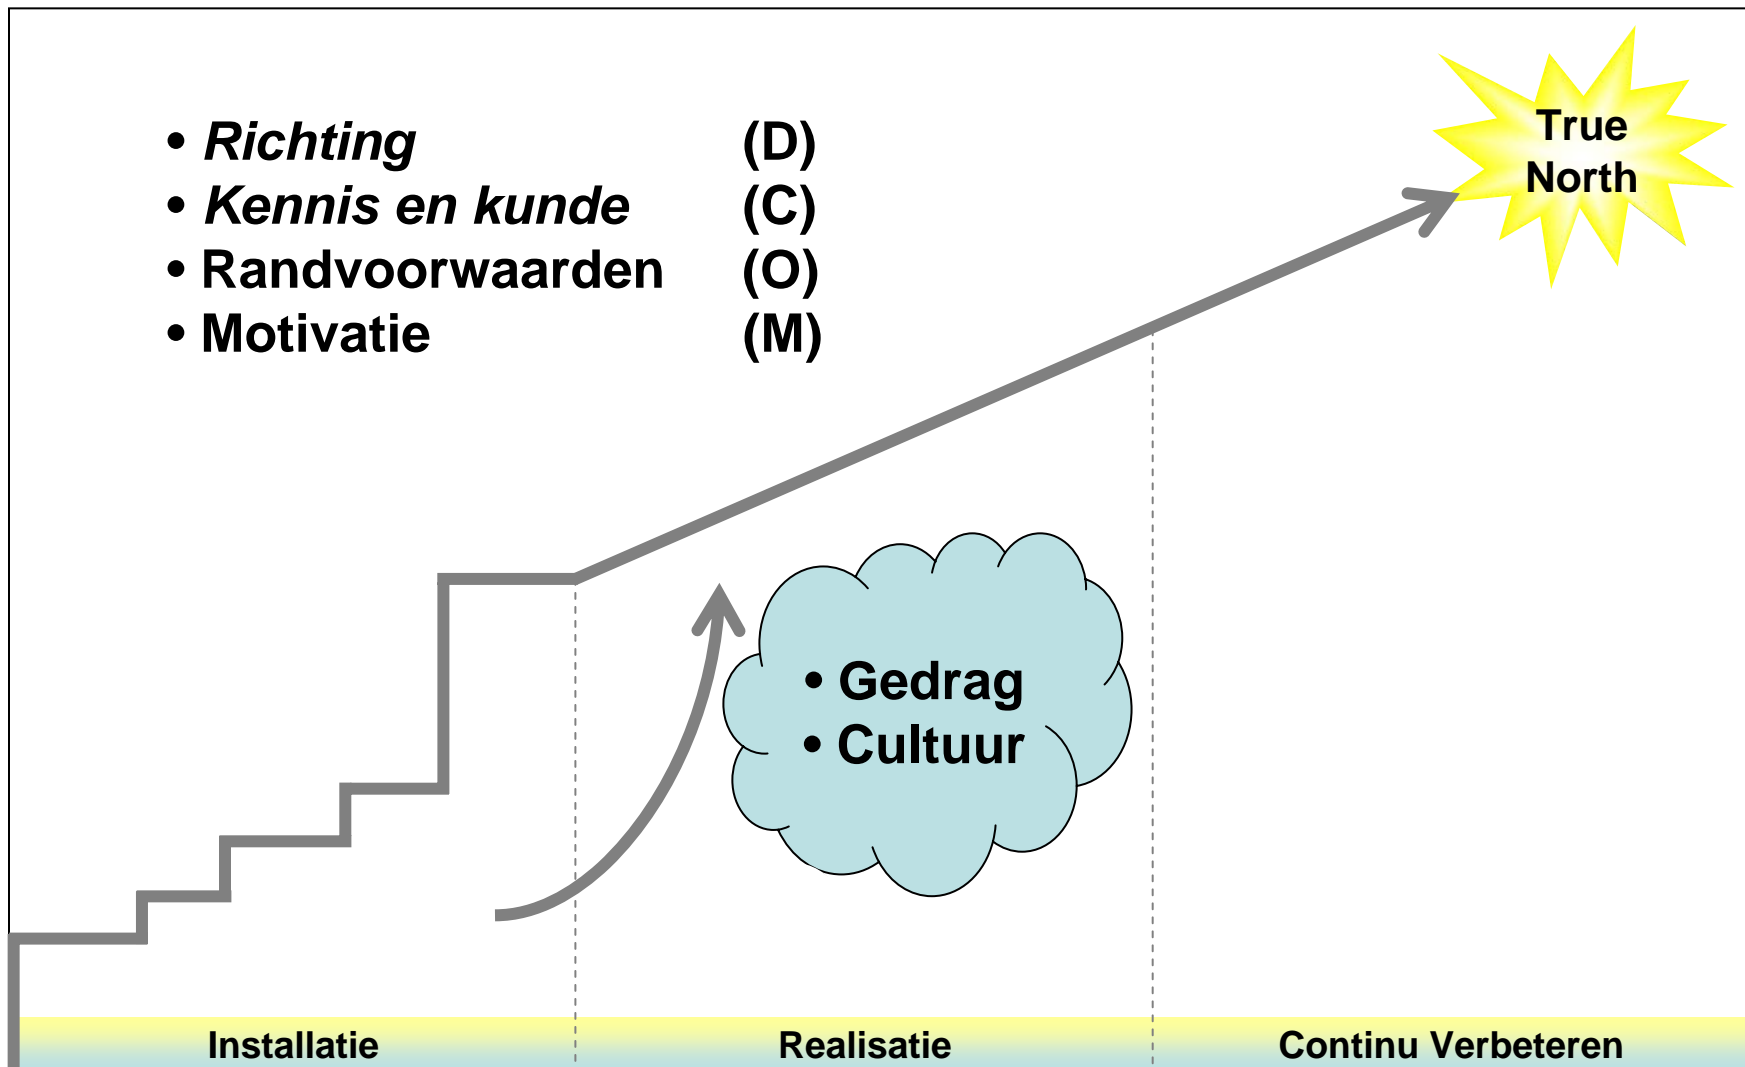 • Richting (D)
• Kennis en kunde (C)
• Randvoorwaarden (O)
• Motivatie (M)
True
North
• Gedrag
• Cultuur
Installatie
Realisatie
Continu Verbeteren